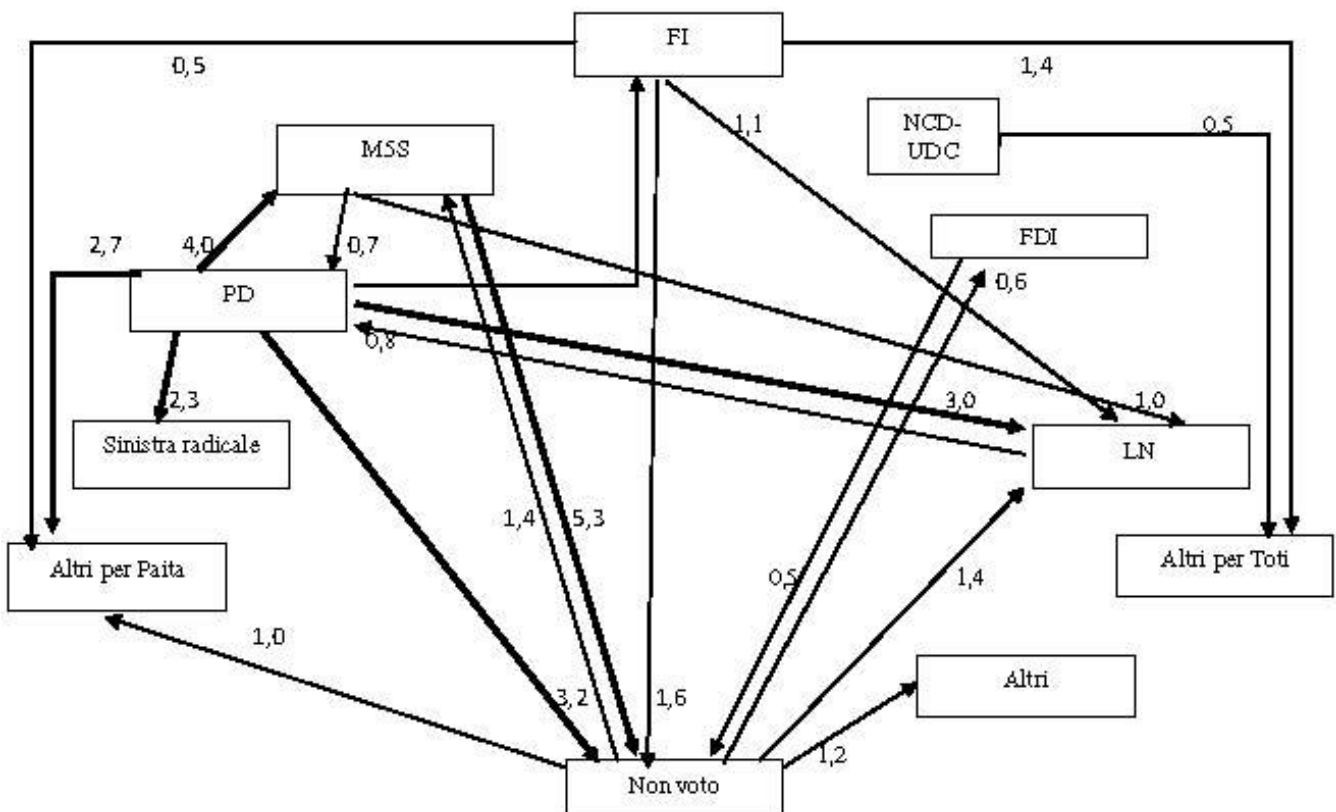 FI
0,5
1,4
NCD-
UDC
1,1
0,5
M5S
FDI
2,7
4,0
0,7
0,6
PD
0,8
2,3
3,0
1,0
Sinistra radicale
LN
1,4
5,3
Altri per Paita
Altri per Toti
0,5
1,4
1,0
Altri
3,2
1,6
1,2
Non voto